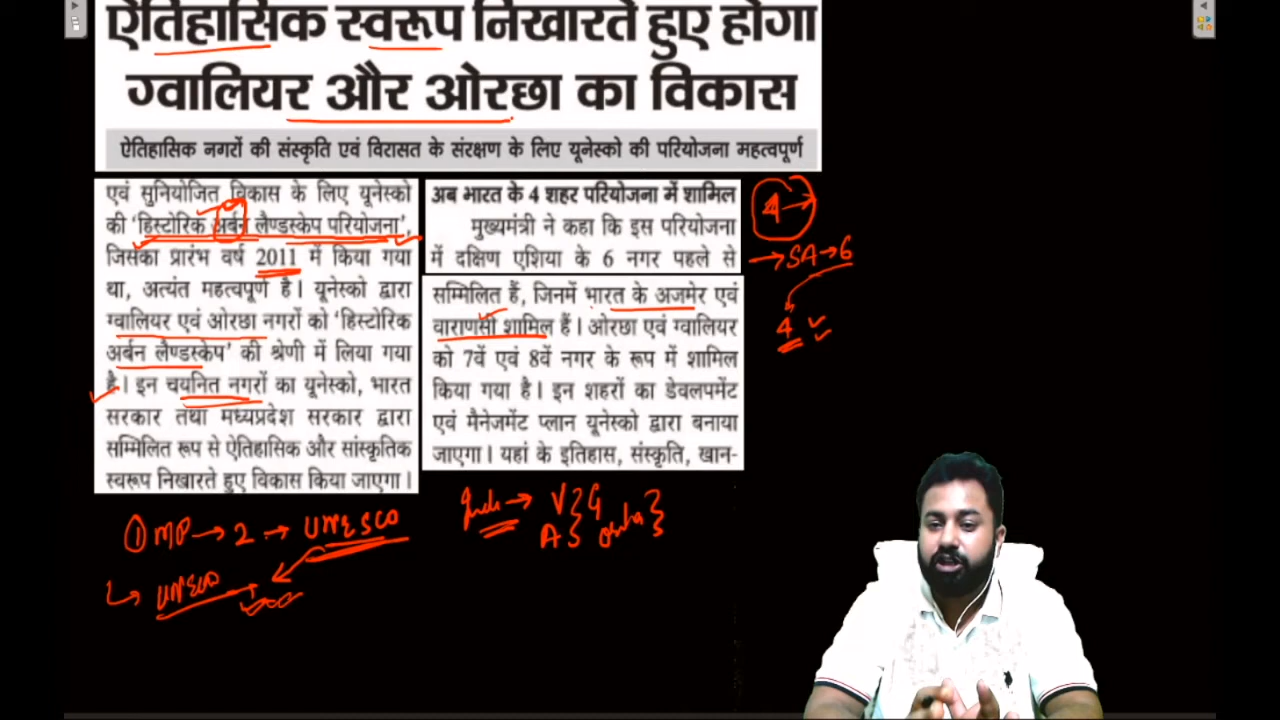 ऐतिहासिक स्वरूप निखारते हुए होगा
ग्वालियर और ओरछा का विकास
ऐतिहासिक नगरों की संस्कृति एवं विरासत के संरक्षण के लिए यूनेस्को की परियोजना महत्वपूर्ण
एवं सुनियोजित विकास के लिए यूनेस्को
की 'हिस्टोरिक अर्बन लैण्डस्केप परियोजना',
जिसका प्रारंभ वर्ष 2011 में किया गया
था, अत्यंत महत्वपूर्ण है। यूनेस्को द्वारा
ग्वालियर एवं ओरछा नगरों को 'हिस्टोरिक
अर्बन लैण्डस्केप' की श्रेणी में लिया गया
है। इन चयनित नगरों का यूनेस्को, भारत
सरकार तथा मध्यप्रदेश सरकार द्वारा
सम्मिलित रूप से ऐतिहासिक और सांस्कृतिक
स्वरूप निखारते हुए विकास किया जाएगा।
अब भारत के 4 शहर परियोजना में शामिल
मुख्यमंत्री ने कहा कि इस परियोजना
में दक्षिण एशिया के 6 नगर पहले से
सम्मिलित हैं, जिनमें भारत के अजमेर एवं
वाराणसी शामिल हैं। ओरछा एवं ग्वालियर
को 7वें एवं 8वें नगर के रूप में शामिल
किया गया है। इन शहरों का डेवलपमेंट
एवं मैनेजमेंट प्लान यूनेस्को द्वारा बनाया
जाएगा। यहां के इतिहास, संस्कृति, खान-
4 →
→ SA → 6
4
① MP → 2 → UNESCO
↳ UNESCO
→ V } G
A }